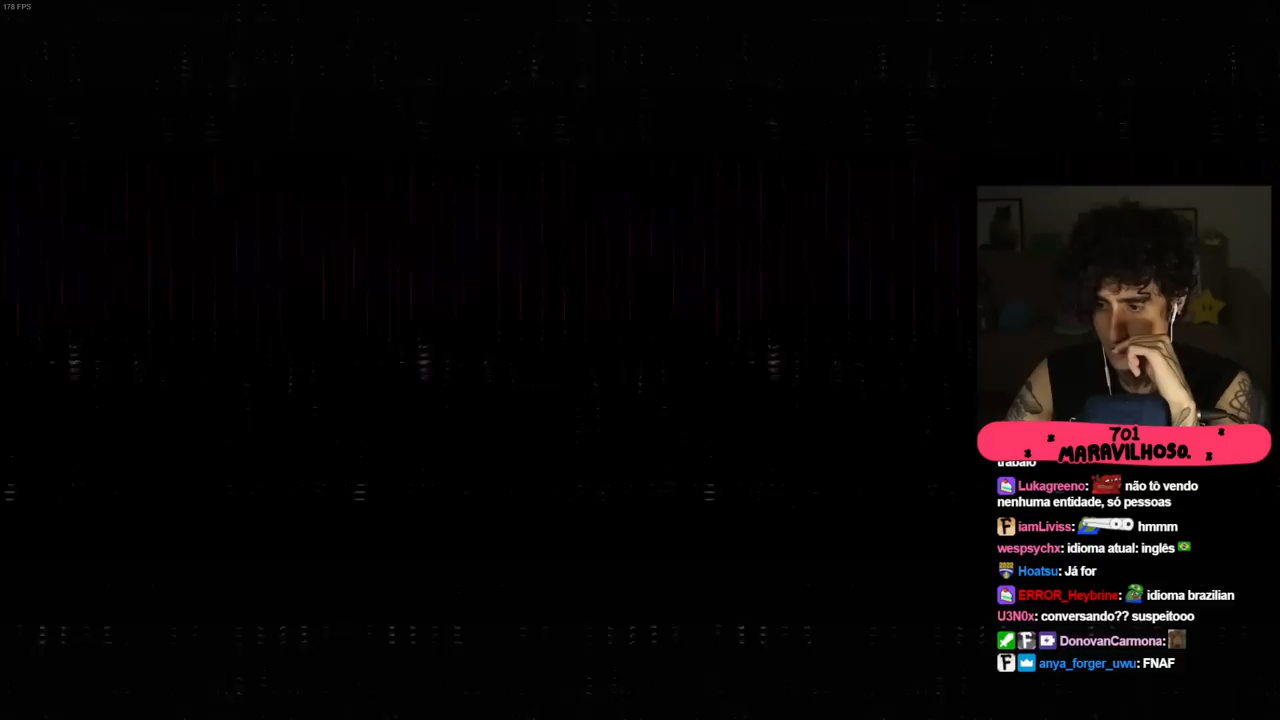 178 FPS
701
MARAVILHOSO.
trabaio
Lukagreeno: não tô vendo
nenhuma entidade, só pessoas
iamLiviss: hmmm
wespsychx: idioma atual: inglês
Hoatsu: Já for
ERROR_Heybrine: idioma brazilian
U3N0x: conversando?? suspeitooo
DonovanCarmona:
anya_forger_uwu: FNAF